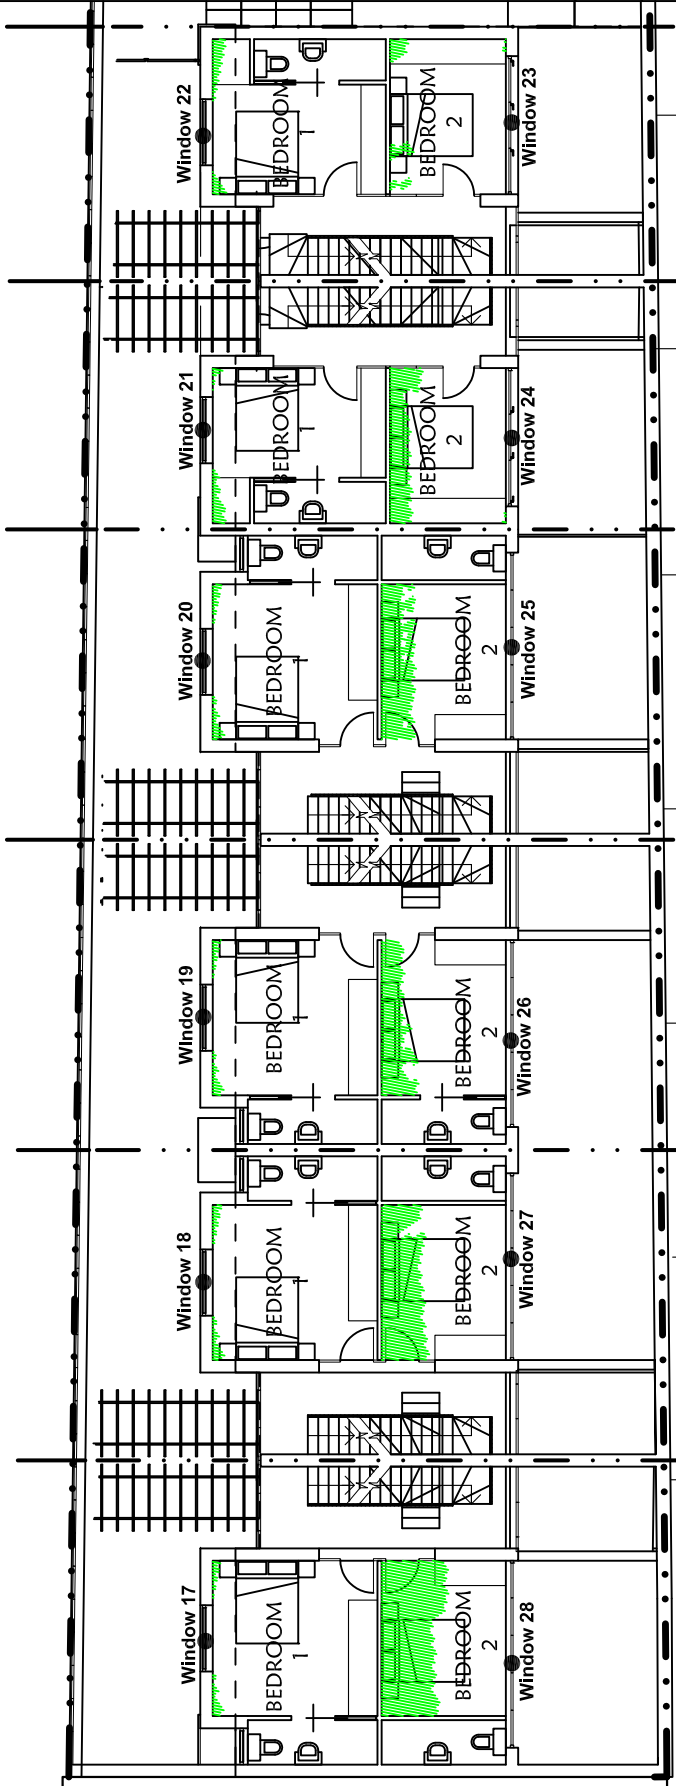 Window 22
BEDROOM
1
BEDROOM
2
Window 23
Window 21
BEDROOM
1
BEDROOM
2
Window 24
Window 20
BEDROOM
1
BEDROOM
2
Window 25
WIndow 19
BEDROOM
1
BEDROOM
2
Window 26
Window 18
BEDROOM
1
BEDROOM
2
Window 27
Window 17
BEDROOM
1
BEDROOM
2
Window 28